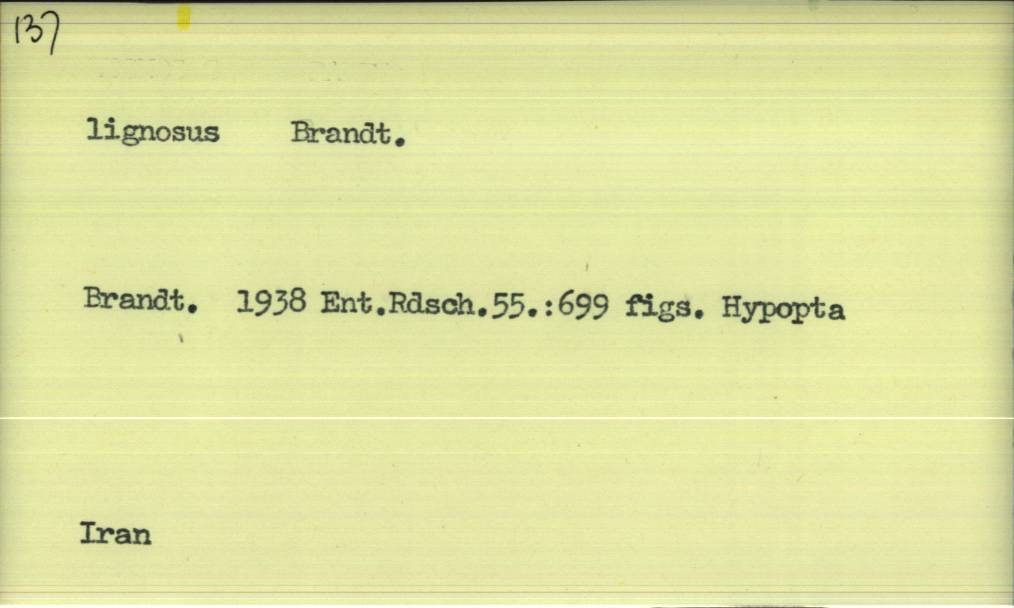 137
lignosus Brandt.
Brandt. 1938 Ent.Rdsch.55.:699 figs. Hypopta
Iran